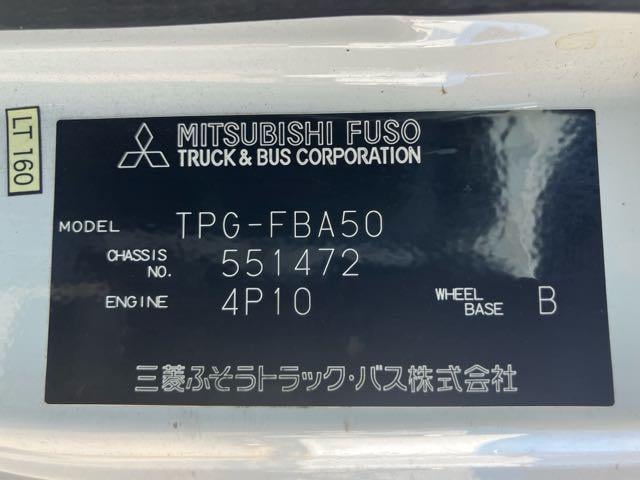 LT 160
MITSUBISHI FUSO
TRUCK & BUS CORPORATION
MODEL TPG-FBA50
CHASSIS NO. 551472
ENGINE 4P10 WHEEL BASE B
三菱ふそうトラック・バス株式会社